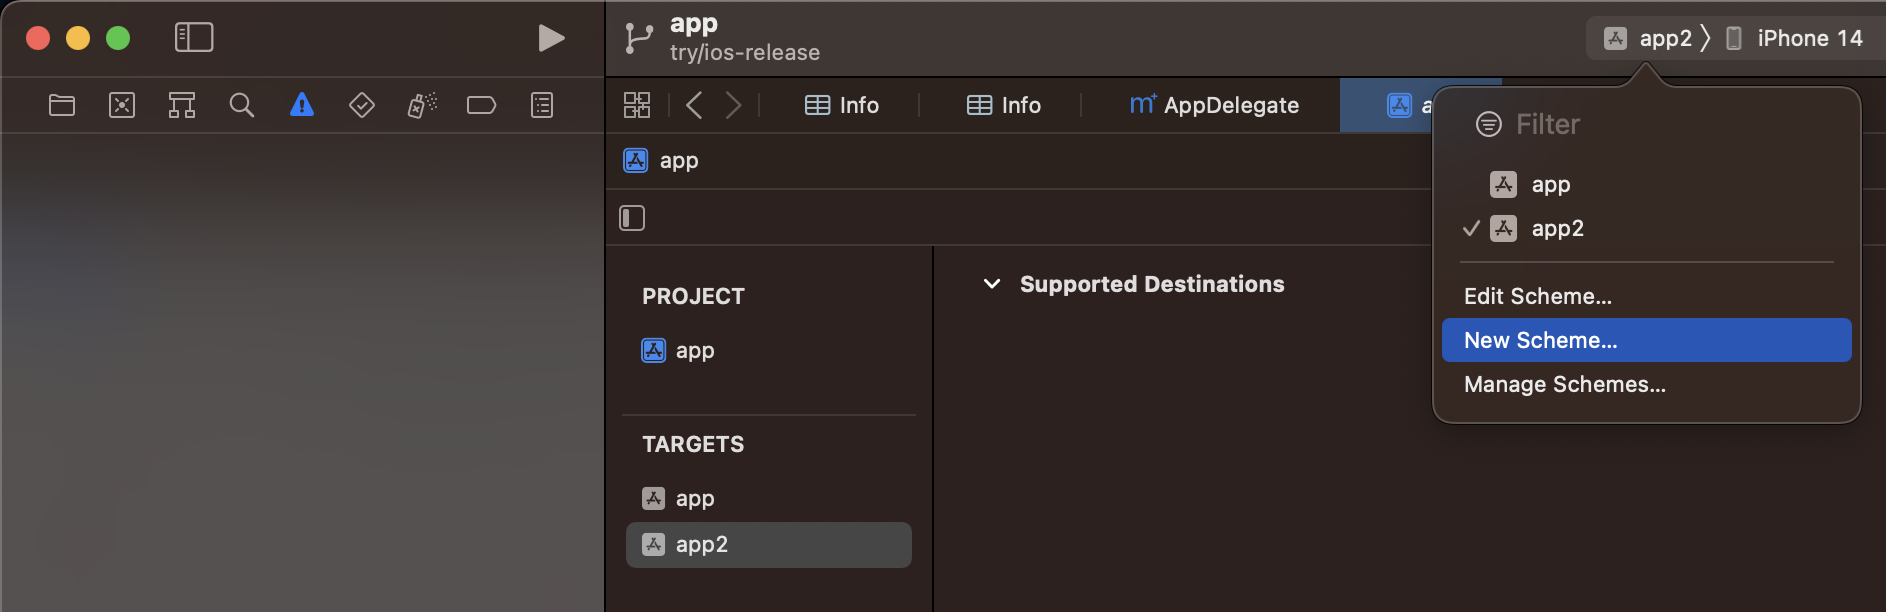 app
try/ios-release
app2
iPhone 14
Info
Info
AppDelegate
app
PROJECT
app
TARGETS
app
app2
Supported Destinations
Filter
app
app2
Edit Scheme...
New Scheme...
Manage Schemes...